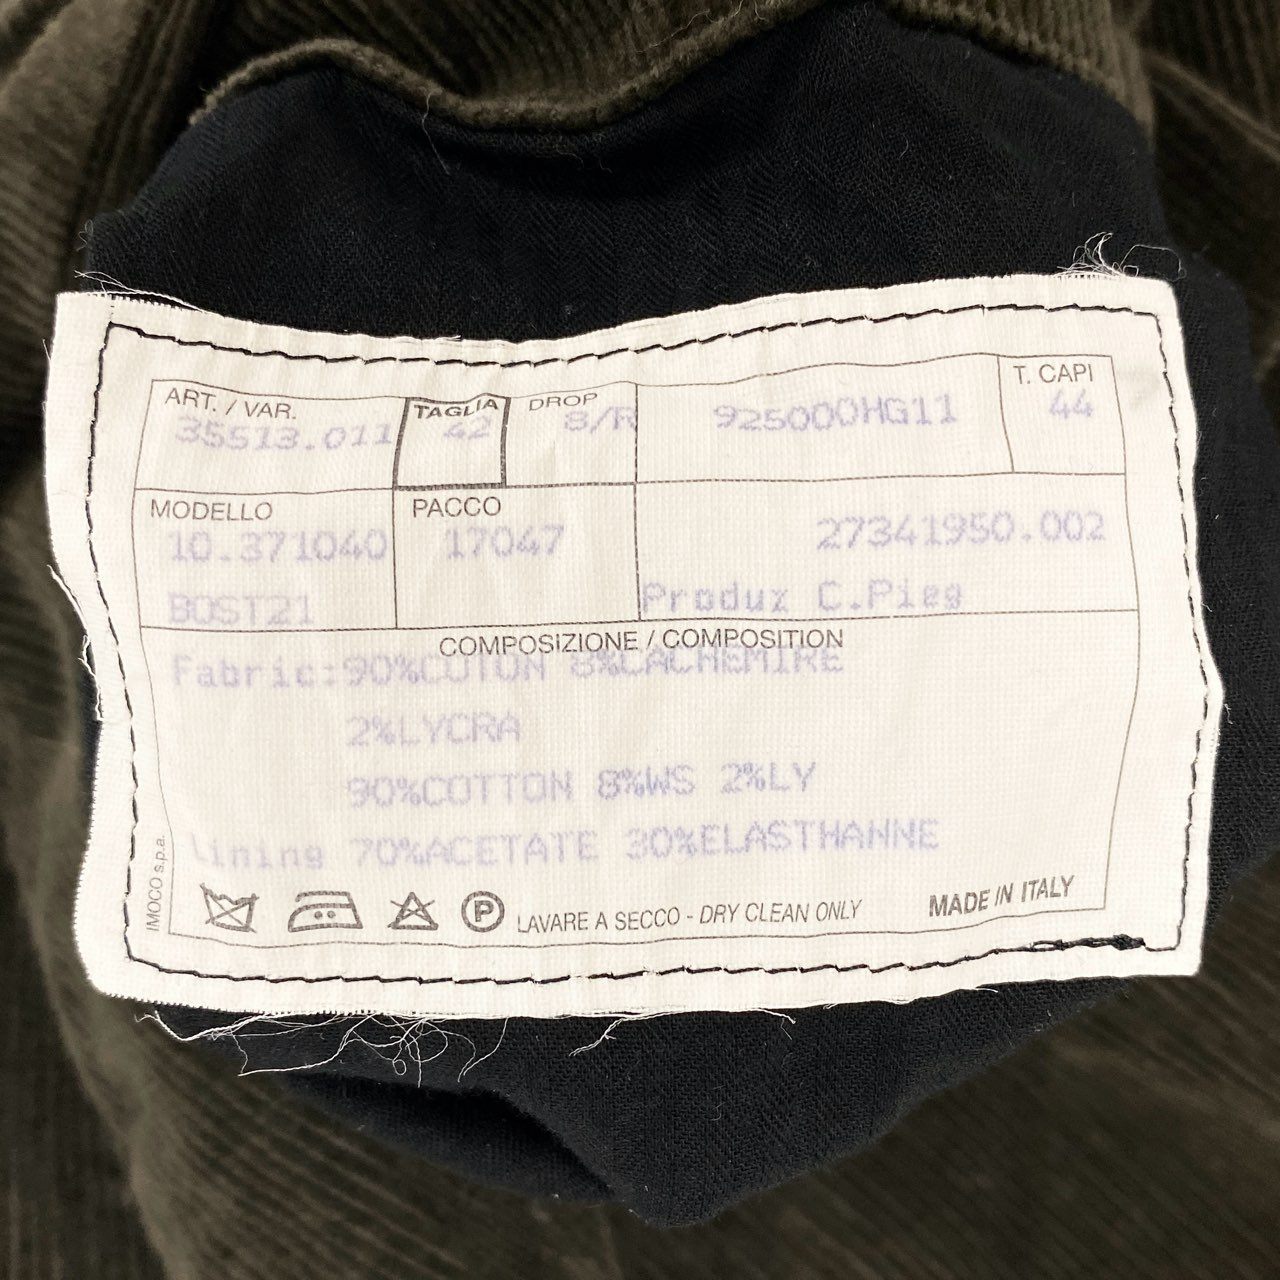 ART. / VAR. TAGLIA DROP T. CAPI
35513.011 42 8/R 925000HG11 44
MODELLO PACCO
10.371040 17047 27341950.002
BOST21 Produx C.Pieg
COMPOSIZIONE / COMPOSITION
Fabric:90%COTON 8%CACHEMIRE
2%LYCRA
90%COTTON 8%WS 2%LY
lining 70%ACETATE 30%ELASTHANNE
P LAVARE A SECCO - DRY CLEAN ONLY MADE IN ITALY
IMOCO s.p.a.